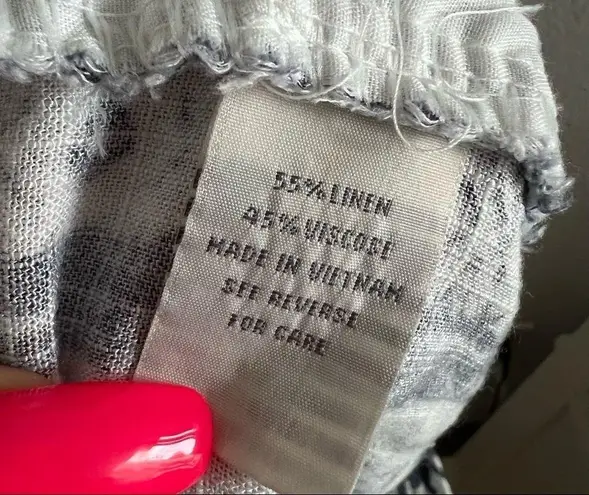 55% LINEN
45% VISCOSE
MADE IN VIETNAM
SEE REVERSE
FOR CARE